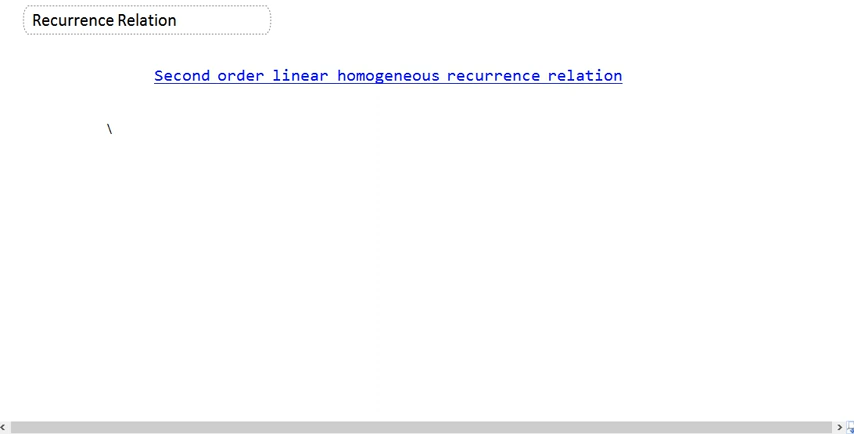 Recurrence Relation
Second order linear homogeneous recurrence relation
\